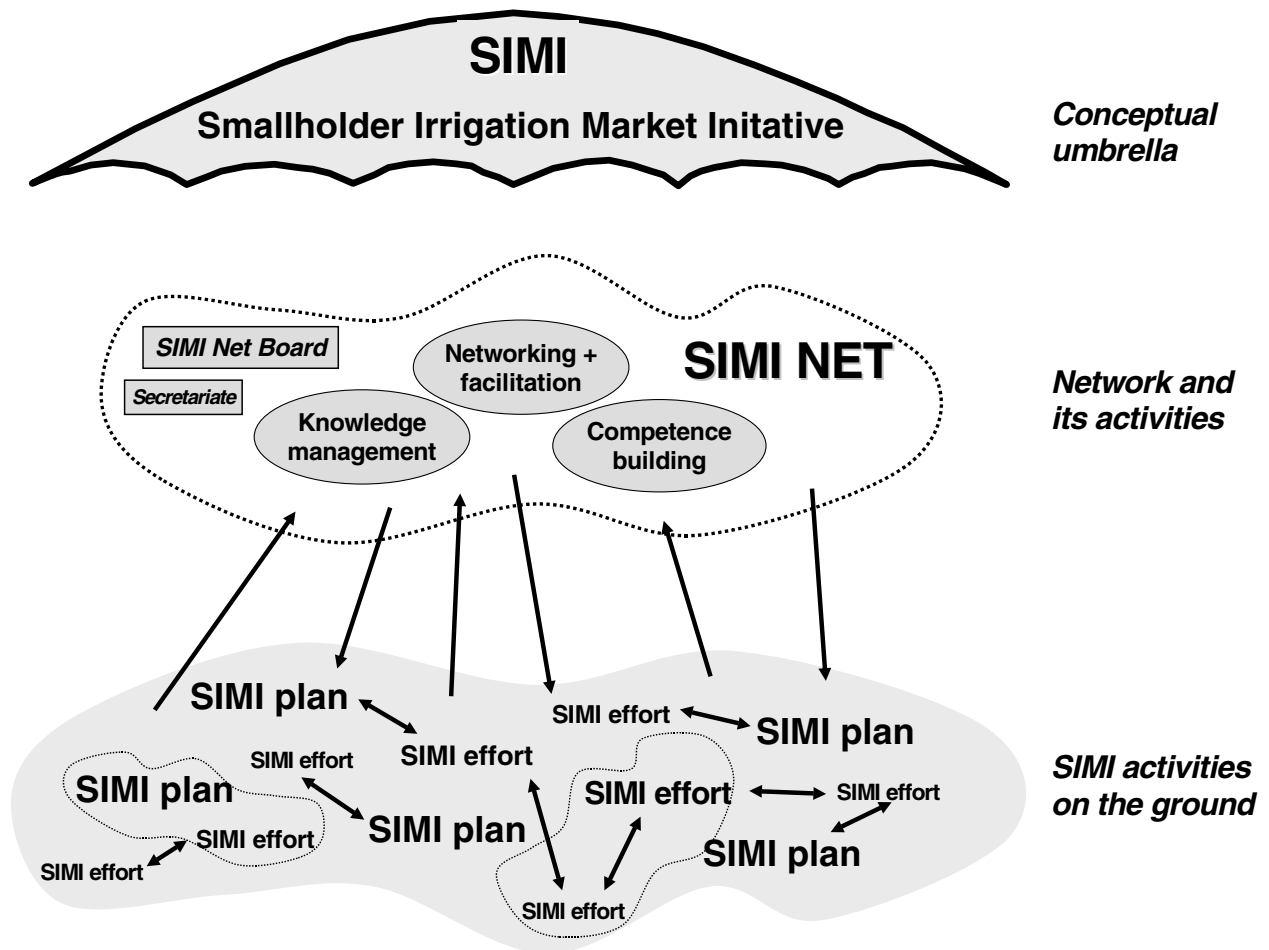 SIMI
Smallholder Irrigation Market Initative
Conceptual
umbrella
SIMI Net Board
Secretariate
Networking +
facilitation
Knowledge
management
Competence
building
SIMI NET
Network and
its activities
SIMI plan
SIMI effort
SIMI plan
SIMI effort
SIMI effort
SIMI plan
SIMI effort
SIMI effort
SIMI plan
SIMI effort
SIMI effort
SIMI plan
SIMI effort
SIMI effort
SIMI activities
on the ground